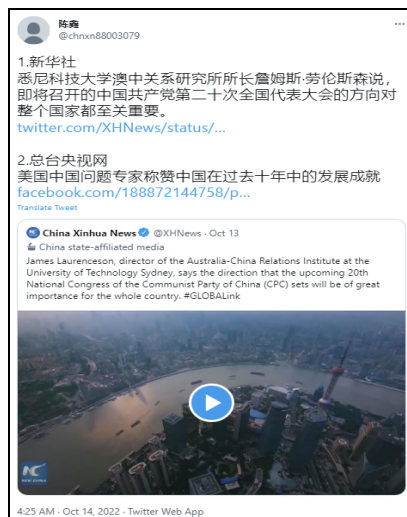 陈雍
@chnxn88003079
...
1.新华社
悉尼科技大学澳中关系研究所所长詹姆斯·劳伦斯森说，
即将召开的中国共产党第二十次全国代表大会的方向对
整个国家都至关重要。
twitter.com/XHNews/status/...
2.总台央视网
美国中国问题专家称赞中国在过去十年中的发展成就
facebook.com/188872144758/p...
Translate Tweet
China Xinhua News @XHNews · Oct 13
China state-affiliated media
James Laurenceson, director of the Australia-China Relations Institute at the
University of Technology Sydney, says the direction that the upcoming 20th
National Congress of the Communist Party of China (CPC) sets will be of great
importance for the whole country. #GLOBALink
NEW CHINA
4:25 AM · Oct 14, 2022 · Twitter Web App